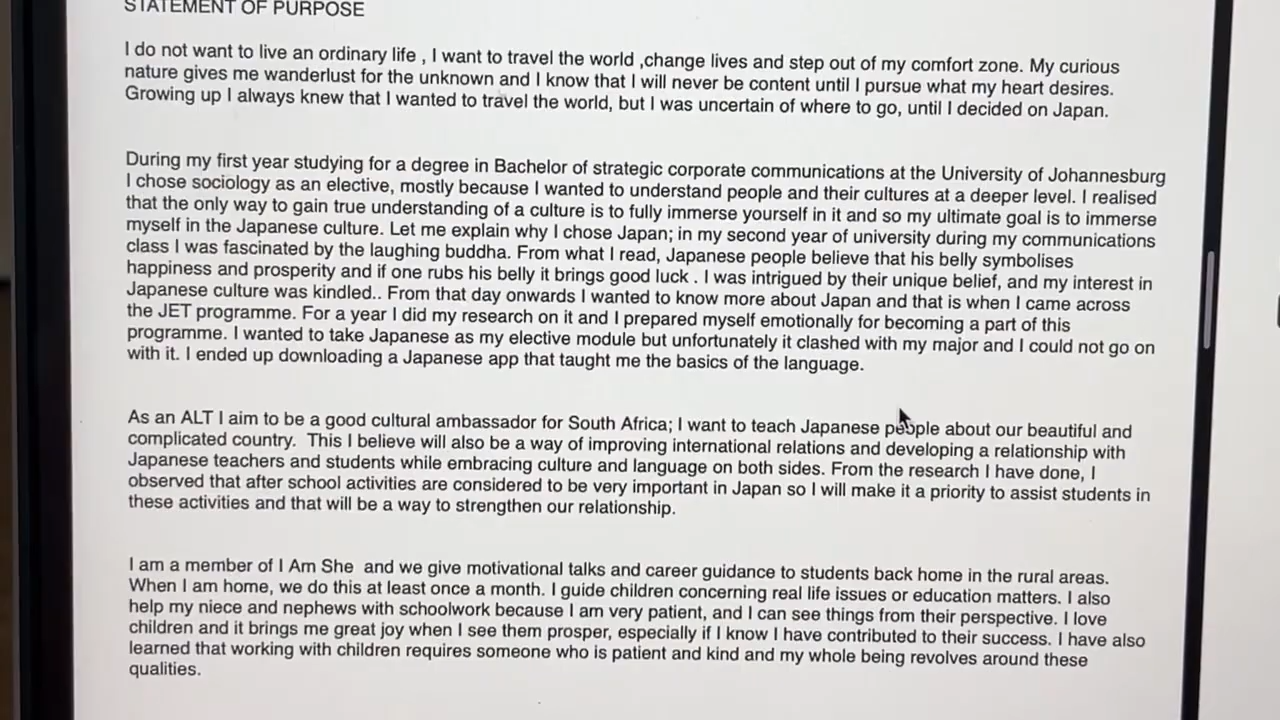 STATEMENT OF PURPOSE
I do not want to live an ordinary life , I want to travel the world ,change lives and step out of my comfort zone. My curious
nature gives me wanderlust for the unknown and I know that I will never be content until I pursue what my heart desires.
Growing up I always knew that I wanted to travel the world, but I was uncertain of where to go, until I decided on Japan.
During my first year studying for a degree in Bachelor of strategic corporate communications at the University of Johannesburg
I chose sociology as an elective, mostly because I wanted to understand people and their cultures at a deeper level. I realised
that the only way to gain true understanding of a culture is to fully immerse yourself in it and so my ultimate goal is to immerse
myself in the Japanese culture. Let me explain why I chose Japan; in my second year of university during my communications
class I was fascinated by the laughing buddha. From what I read, Japanese people believe that his belly symbolises
happiness and prosperity and if one rubs his belly it brings good luck . I was intrigued by their unique belief, and my interest in
Japanese culture was kindled.. From that day onwards I wanted to know more about Japan and that is when I came across
the JET programme. For a year I did my research on it and I prepared myself emotionally for becoming a part of this
programme. I wanted to take Japanese as my elective module but unfortunately it clashed with my major and I could not go on
with it. I ended up downloading a Japanese app that taught me the basics of the language.
As an ALT I aim to be a good cultural ambassador for South Africa; I want to teach Japanese people about our beautiful and
complicated country.  This I believe will also be a way of improving international relations and developing a relationship with
Japanese teachers and students while embracing culture and language on both sides. From the research I have done, I
observed that after school activities are considered to be very important in Japan so I will make it a priority to assist students in
these activities and that will be a way to strengthen our relationship.
I am a member of I Am She  and we give motivational talks and career guidance to students back home in the rural areas.
When I am home, we do this at least once a month. I guide children concerning real life issues or education matters. I also
help my niece and nephews with schoolwork because I am very patient, and I can see things from their perspective. I love
children and it brings me great joy when I see them prosper, especially if I know I have contributed to their success. I have also
learned that working with children requires someone who is patient and kind and my whole being revolves around these
qualities.